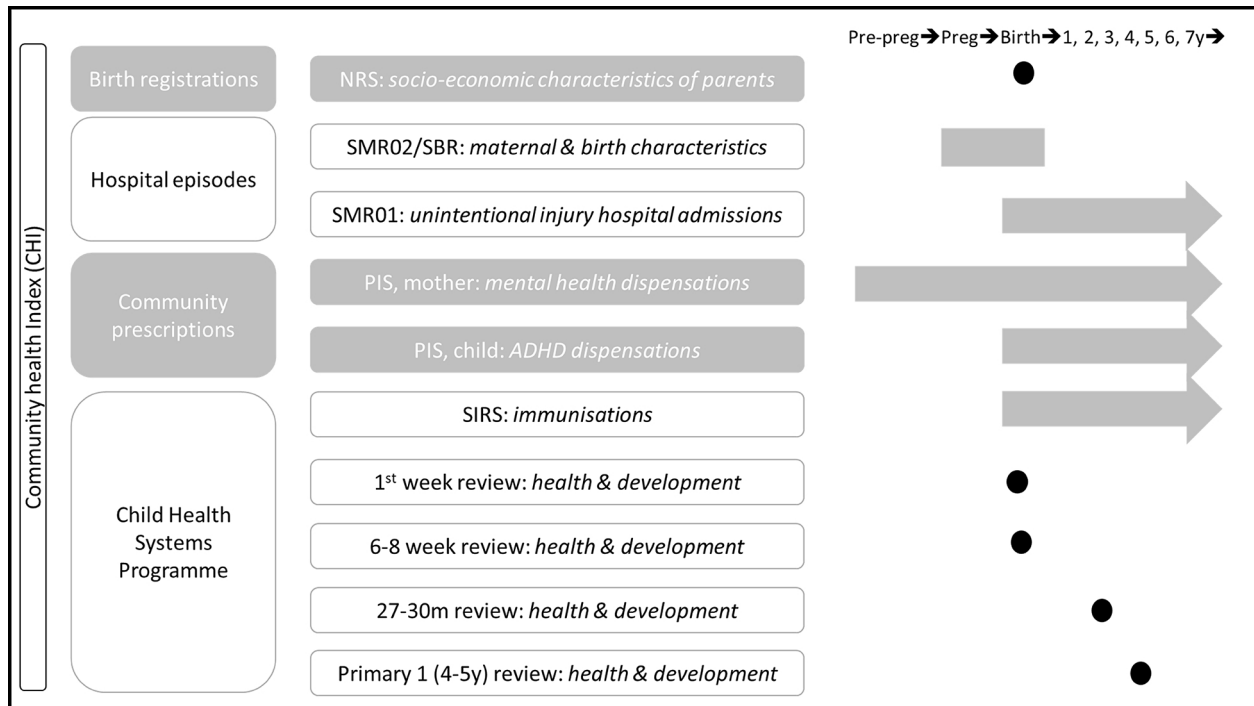 Pre-preg➔Preg➔Birth➔1, 2, 3, 4, 5, 6, 7y➔
Community health Index (CHI)
Birth registrations
NRS: socio-economic characteristics of parents
Hospital episodes
SMR02/SBR: maternal & birth characteristics
SMR01: unintentional injury hospital admissions
Community
prescriptions
PIS, mother: mental health dispensations
PIS, child: ADHD dispensations
Child Health
Systems
Programme
SIRS: immunisations
1st week review: health & development
6-8 week review: health & development
27-30m review: health & development
Primary 1 (4-5y) review: health & development